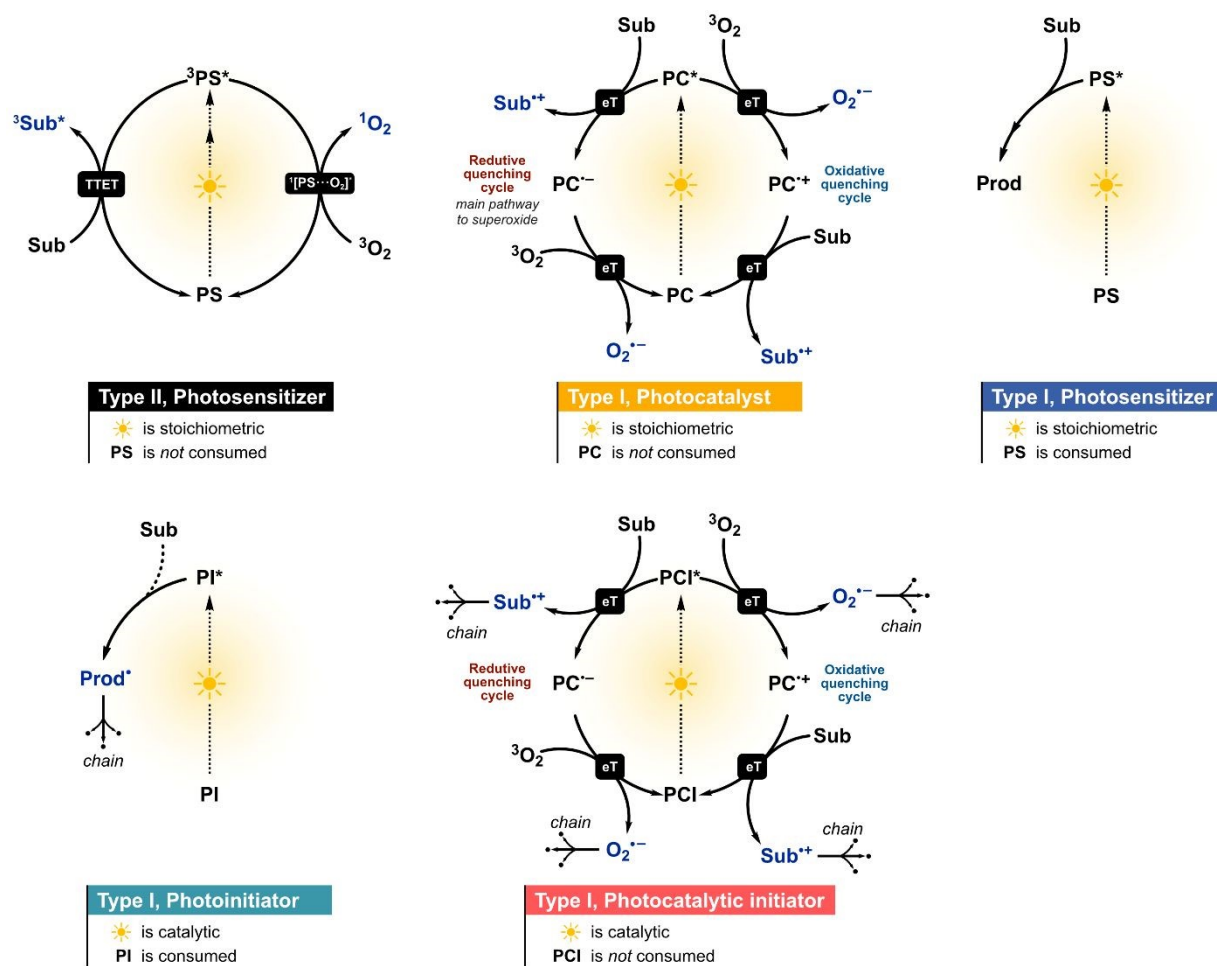 ³PS*
³Sub*
¹O₂
TTET
¹[PS···O₂]*
Sub
³O₂
PS
Type II, Photosensitizer
is stoichiometric
PS is not consumed
Sub
³O₂
PC*
eT
eT
Sub•+
O₂•−
Redutive
quenching
cycle
main pathway
to superoxide
PC•−
PC•+
Oxidative
quenching
cycle
³O₂
Sub
eT
eT
PC
O₂•−
Sub•+
Type I, Photocatalyst
is stoichiometric
PC is not consumed
Sub
PS*
Prod
PS
Type I, Photosensitizer
is stoichiometric
PS is consumed
Sub
PI*
Prod•
chain
PI
Type I, Photoinitiator
is catalytic
PI is consumed
Sub
³O₂
PCI*
eT
eT
Sub•+
O₂•−
chain
chain
Redutive
quenching
cycle
PC•−
PC•+
Oxidative
quenching
cycle
³O₂
Sub
eT
eT
PCI
chain
O₂•−
Sub•+
chain
Type I, Photocatalytic initiator
is catalytic
PCI is not consumed